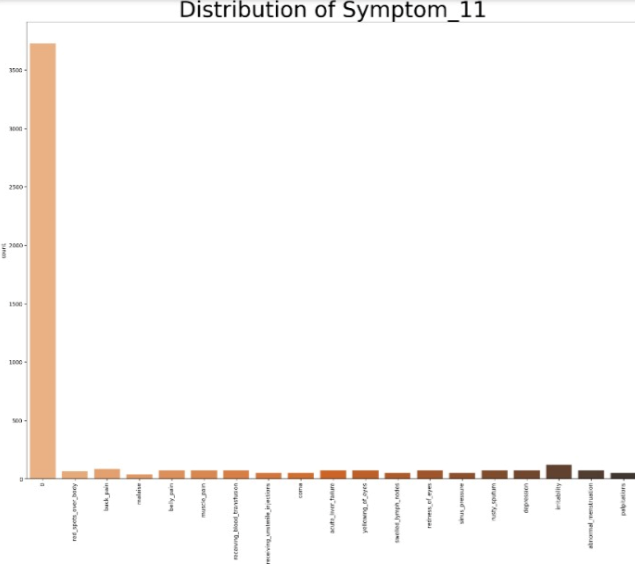 Distribution of Symptom_11
3500
3000
2500
2000
1500
1000
500
0
count
0
red_spots_over_body
back_pain
malaise
belly_pain
muscle_pain
receiving_blood_transfusion
receiving_unsterile_injections
coma
acute_liver_failure
yellowing_of_eyes
swelled_lymph_nodes
redness_of_eyes
sinus_pressure
rusty_sputum
depression
irritability
abnormal_menstruation
palpitations